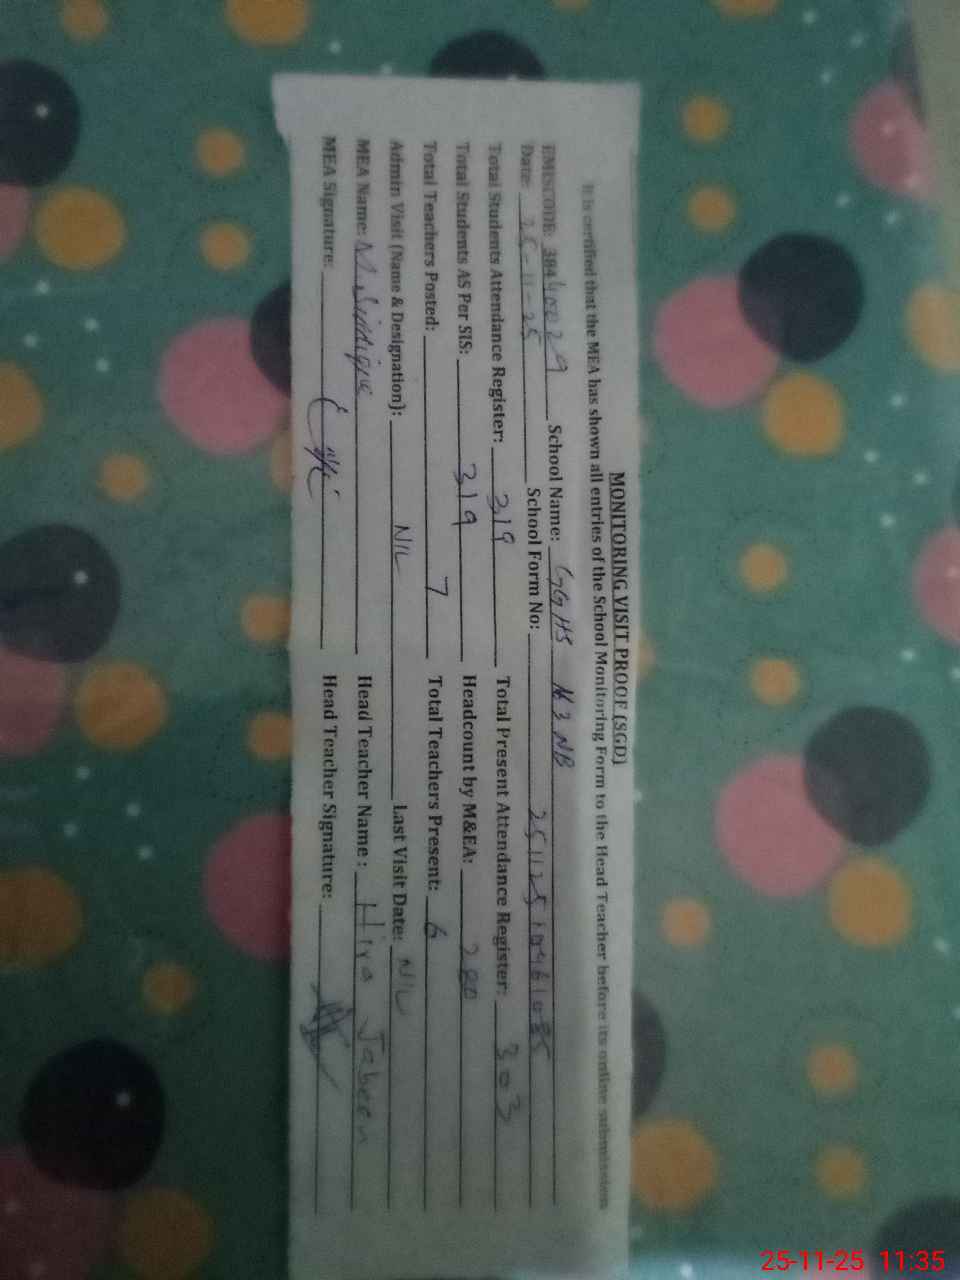 MONITORING VISIT PROOF (SGD)
It is certified that the MEA has shown all entries of the School Monitoring Form to the Head Teacher before its online submission
EMISCODE: 38440029 School Name: GGHS 3 NB
Date: 25-11-25 School Form No:
Total Students Attendance Register: 319 Total Present Attendance Register: 303
Total Students AS Per SIS: 319 Headcount by M&EA: 280
Total Teachers Posted: 7 Total Teachers Present: 6
Admin Visit (Name & Designation): NIL Last Visit Date: NIL
MEA Name: M. Siddique Head Teacher Name : Hira Jabeen
MEA Signature: Head Teacher Signature:
25-11-25 11:35